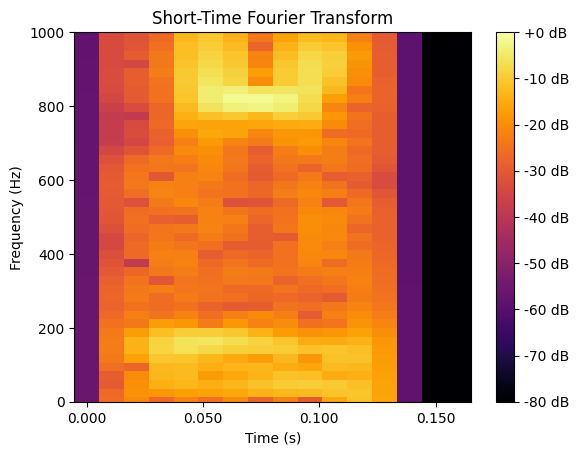 Short-Time Fourier Transform
1000
800
600
400
200
0
Frequency (Hz)
0.000
0.050
0.100
0.150
Time (s)
+0 dB
-10 dB
-20 dB
-30 dB
-40 dB
-50 dB
-60 dB
-70 dB
-80 dB